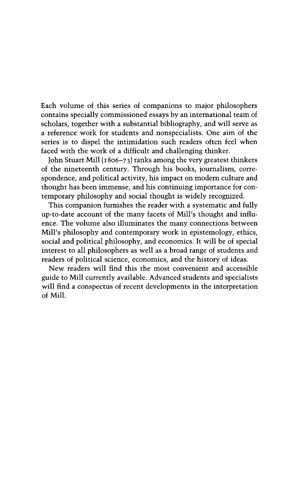 Each volume of this series of companions to major philosophers
contains specially commissioned essays by an international team of
scholars, together with a substantial bibliography, and will serve as
a reference work for students and nonspecialists. One aim of the
series is to dispel the intimidation such readers often feel when
faced with the work of a difficult and challenging thinker.
John Stuart Mill (1806–73) ranks among the very greatest thinkers
of the nineteenth century. Through his books, journalism, corre-
spondence, and political activity, his impact on modern culture and
thought has been immense, and his continuing importance for con-
temporary philosophy and social thought is widely recognized.
This companion furnishes the reader with a systematic and fully
up-to-date account of the many facets of Mill's thought and influ-
ence. The volume also illuminates the many connections between
Mill's philosophy and contemporary work in epistemology, ethics,
social and political philosophy, and economics. It will be of special
interest to all philosophers as well as a broad range of students and
readers of political science, economics, and the history of ideas.
New readers will find this the most convenient and accessible
guide to Mill currently available. Advanced students and specialists
will find a conspectus of recent developments in the interpretation
of Mill.